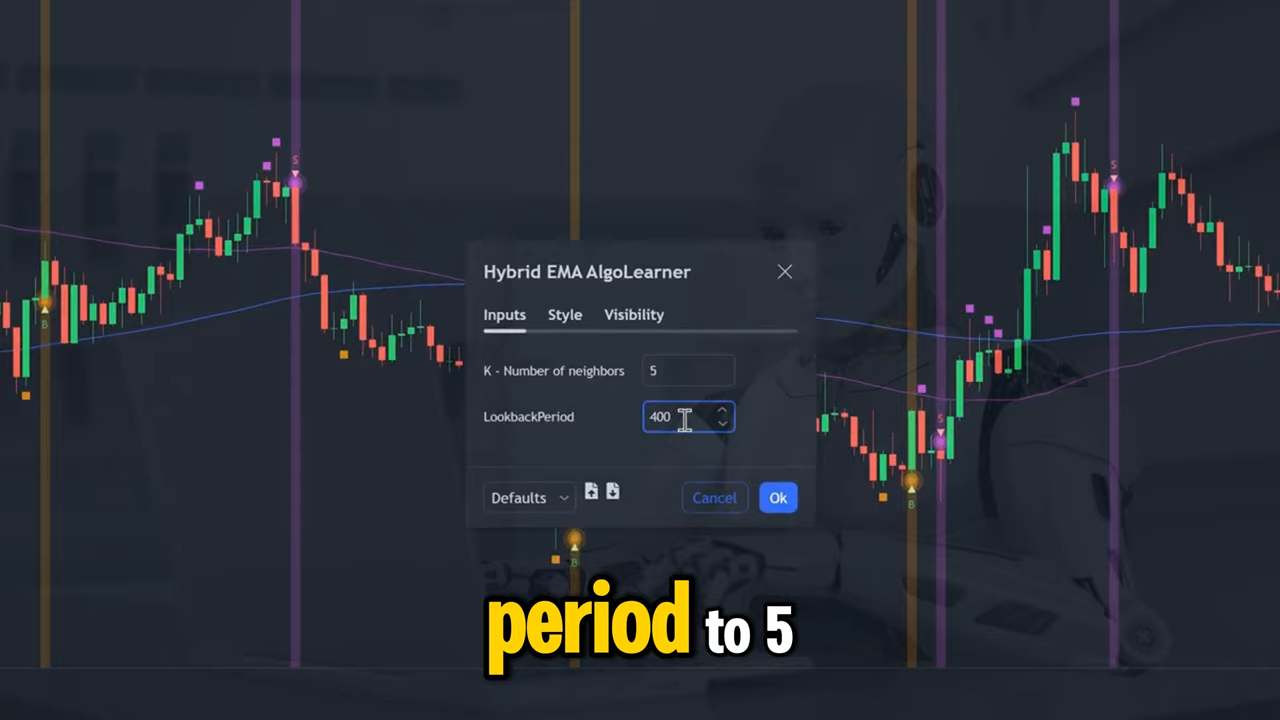 S
S
B
Hybrid EMA AlgoLearner
Inputs Style Visibility
K - Number of neighbors 5
LookbackPeriod 400
S
Defaults Cancel Ok
B
B
period to 5